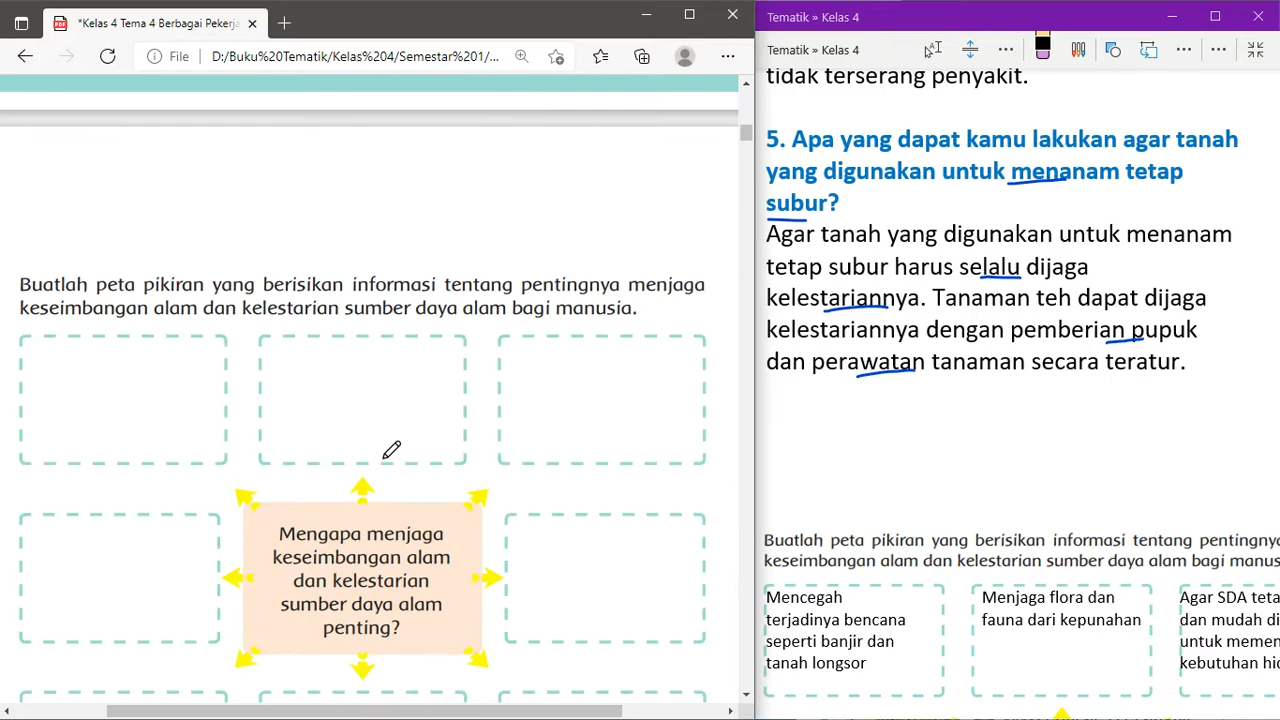 *Kelas 4 Tema 4 Berbagai Pekerja
File
D:/Buku%20Tematik/Kelas%204/Semestar%201/...
Buatlah peta pikiran yang berisikan informasi tentang pentingnya menjaga
keseimbangan alam dan kelestarian sumber daya alam bagi manusia.
Mengapa menjaga
keseimbangan alam
dan kelestarian
sumber daya alam
penting?
Tematik » Kelas 4
Tematik » Kelas 4
tidak terserang penyakit.
5. Apa yang dapat kamu lakukan agar tanah
yang digunakan untuk menanam tetap
subur?
Agar tanah yang digunakan untuk menanam
tetap subur harus selalu dijaga
kelestariannya. Tanaman teh dapat dijaga
kelestariannya dengan pemberian pupuk
dan perawatan tanaman secara teratur.
Buatlah peta pikiran yang berisikan informasi tentang pentingny
keseimbangan alam dan kelestarian sumber daya alam bagi manus
Mencegah
terjadinya bencana
seperti banjir dan
tanah longsor
Menjaga flora dan
fauna dari kepunahan
Agar SDA teta
dan mudah di
untuk memen
kebutuhan hid